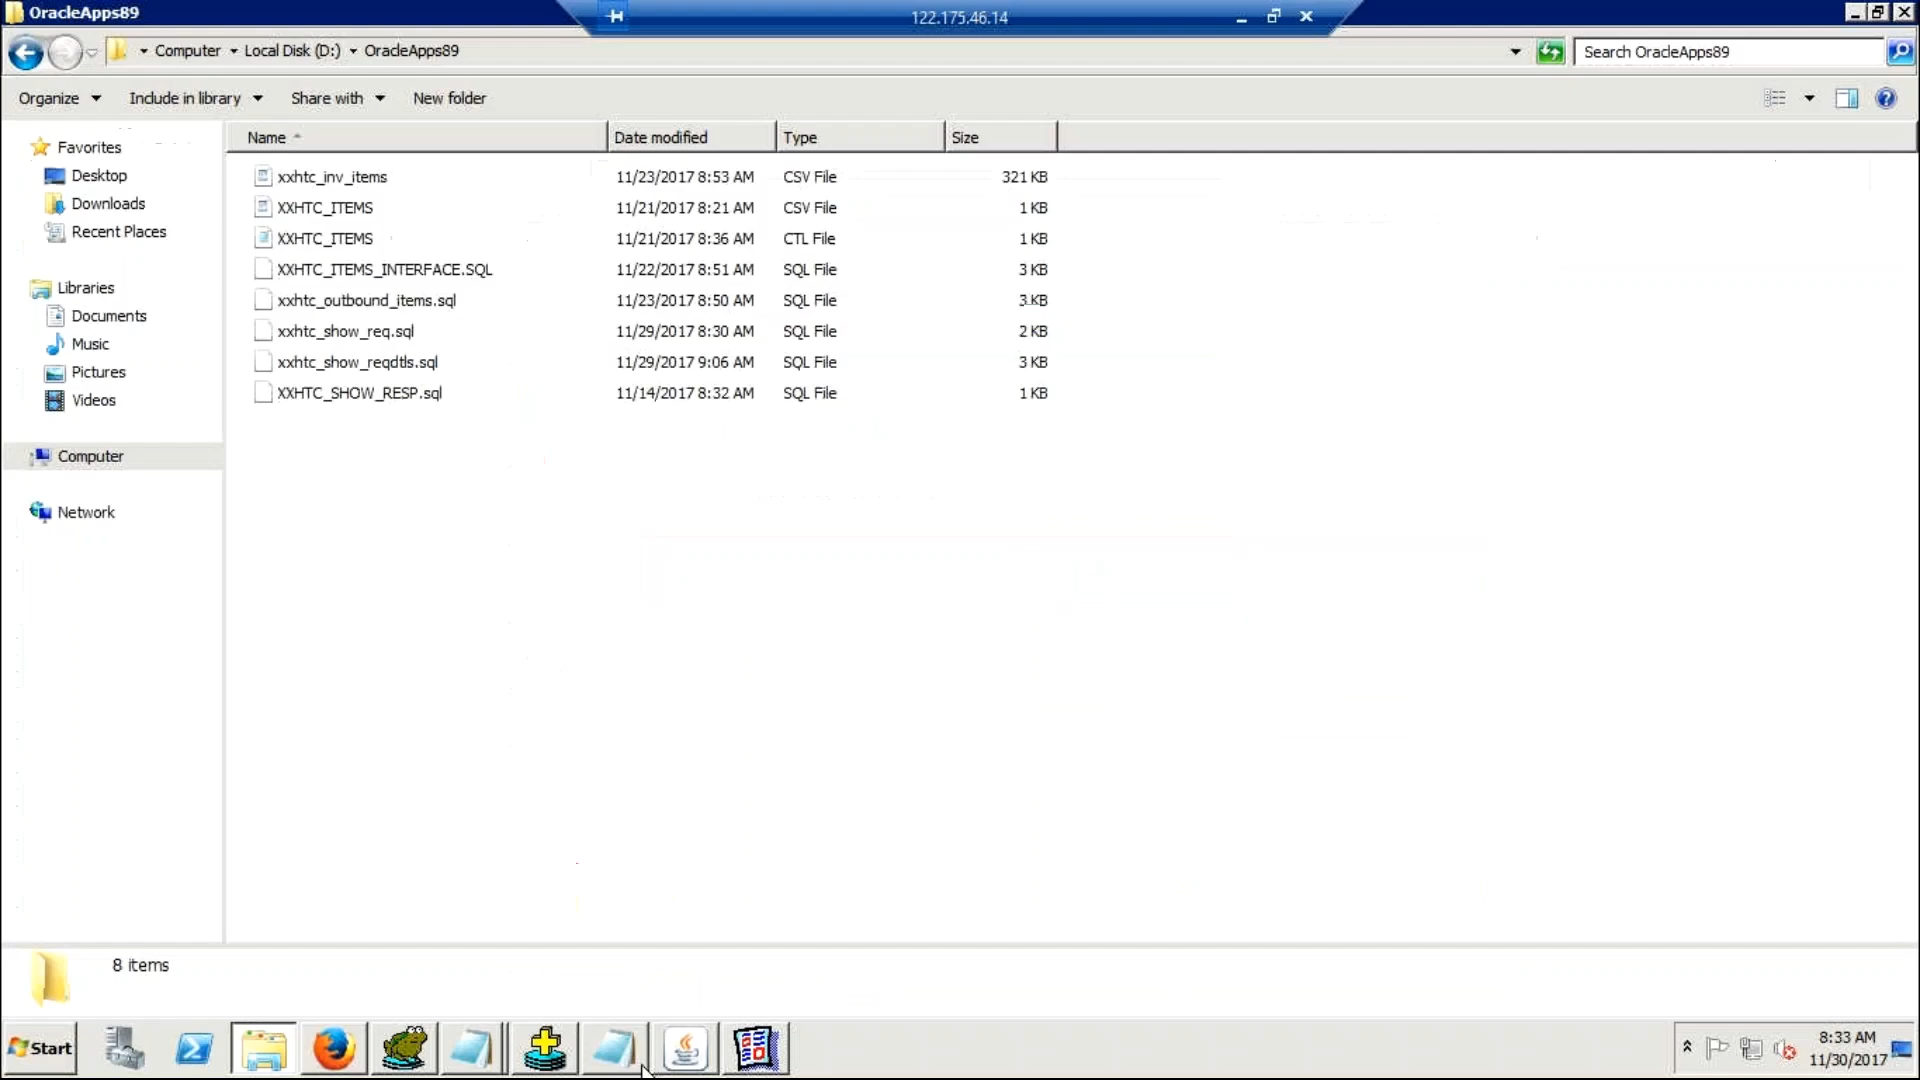 OracleApps89
122.175.46.14
Computer Local Disk (D:) OracleApps89
Search OracleApps89
Organize Include in library Share with New folder
Name Date modified Type Size
Favorites
Desktop
Downloads
Recent Places
Libraries
Documents
Music
Pictures
Videos
Computer
Network
xxhtc_inv_items 11/23/2017 8:53 AM CSV File 321 KB
XXHTC_ITEMS 11/21/2017 8:21 AM CSV File 1 KB
XXHTC_ITEMS 11/21/2017 8:36 AM CTL File 1 KB
XXHTC_ITEMS_INTERFACE.SQL 11/22/2017 8:51 AM SQL File 3 KB
xxhtc_outbound_items.sql 11/23/2017 8:50 AM SQL File 3 KB
xxhtc_show_req.sql 11/29/2017 8:30 AM SQL File 2 KB
xxhtc_show_reqdtls.sql 11/29/2017 9:06 AM SQL File 3 KB
XXHTC_SHOW_RESP.sql 11/14/2017 8:32 AM SQL File 1 KB
8 items
Start
8:33 AM
11/30/2017